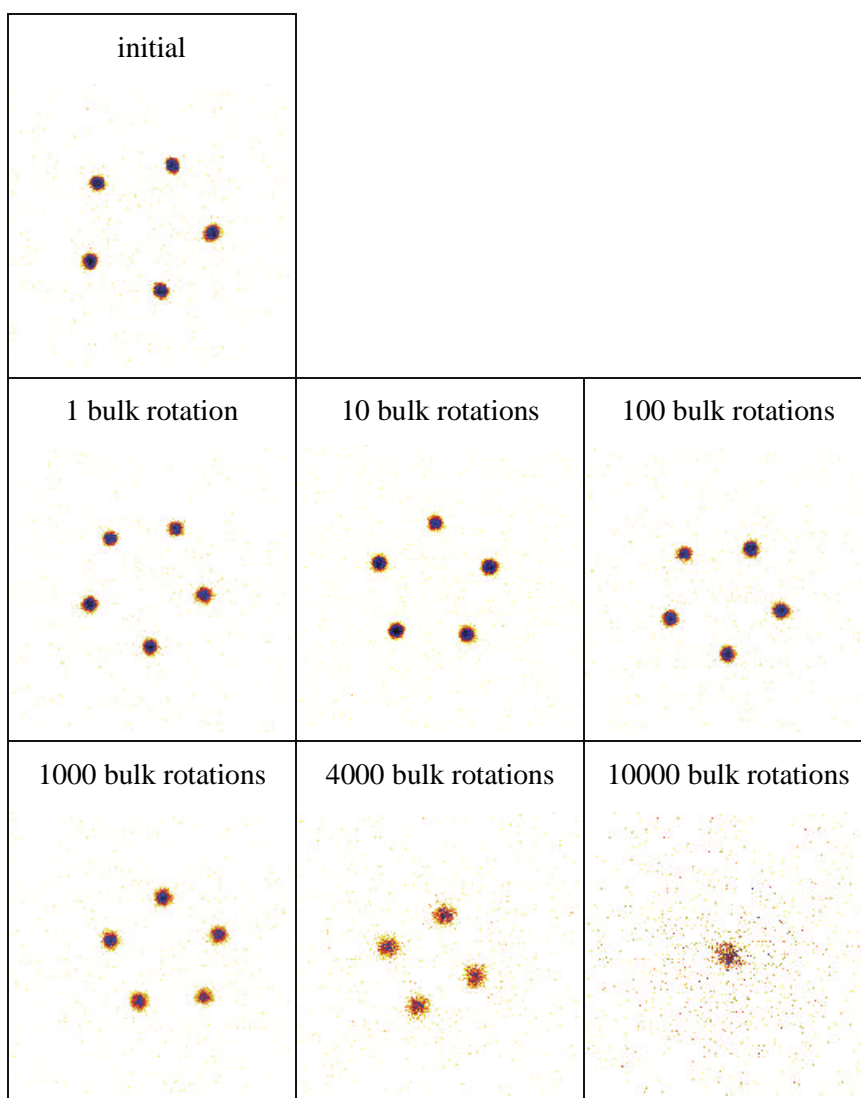 initial
1 bulk rotation
10 bulk rotations
100 bulk rotations
1000 bulk rotations
4000 bulk rotations
10000 bulk rotations